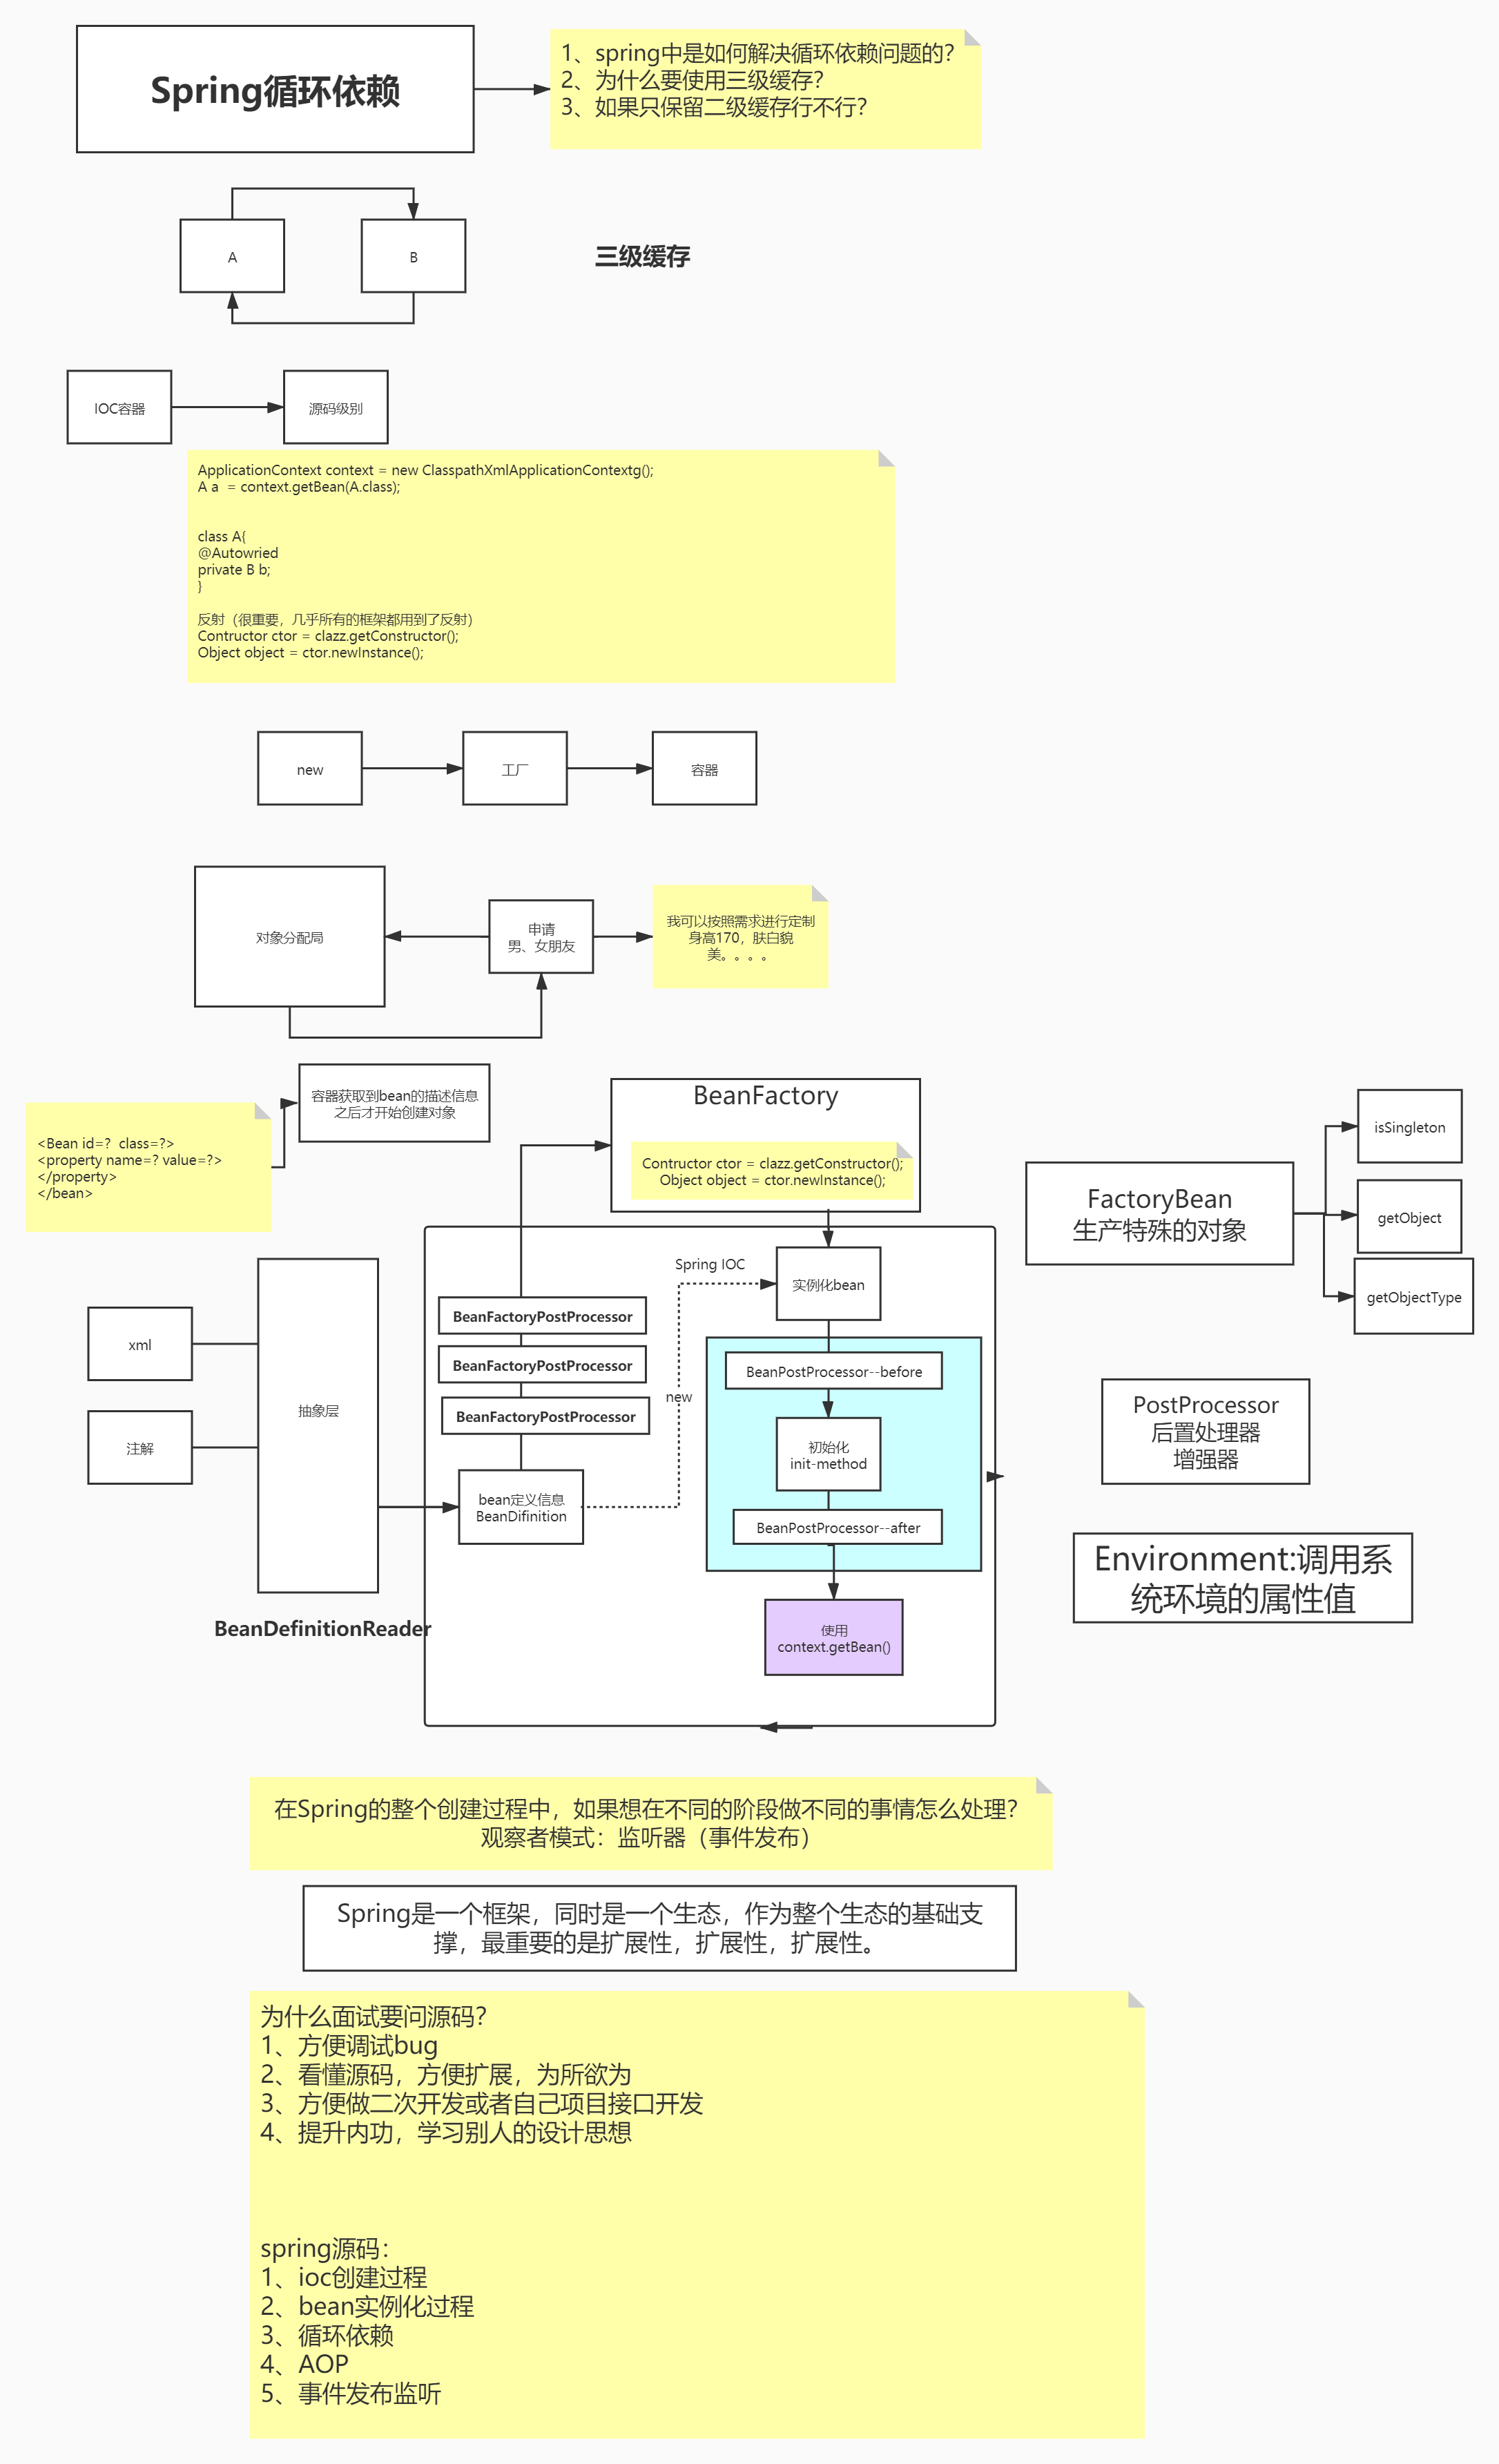 Spring循环依赖
1、spring中是如何解决循环依赖问题的？
2、为什么要使用三级缓存？
3、如果只保留二级缓存行不行？
A
B
三级缓存
IOC容器
源码级别
ApplicationContext context = new ClasspathXmlApplicationContextg();
A a  = context.getBean(A.class);
class A{
@Autowried
private B b;
}
反射（很重要，几乎所有的框架都用到了反射）
Contructor ctor = clazz.getConstructor();
Object object = ctor.newInstance();
new
工厂
容器
对象分配局
申请
男、女朋友
我可以按照需求进行定制
身高170，肤白貌
美。。。。
容器获取到bean的描述信息
之后才开始创建对象
<Bean id=?  class=?>
<property name=? value=?>
</property>
</bean>
BeanFactory
Contructor ctor = clazz.getConstructor();
Object object = ctor.newInstance();
FactoryBean
生产特殊的对象
isSingleton
getObject
getObjectType
xml
注解
抽象层
BeanDefinitionReader
Spring IOC
BeanFactoryPostProcessor
BeanFactoryPostProcessor
BeanFactoryPostProcessor
new
bean定义信息
BeanDifinition
实例化bean
BeanPostProcessor--before
初始化
init-method
BeanPostProcessor--after
使用
context.getBean()
PostProcessor
后置处理器
增强器
Environment:调用系
统环境的属性值
在Spring的整个创建过程中，如果想在不同的阶段做不同的事情怎么处理？
观察者模式：监听器（事件发布）
Spring是一个框架，同时是一个生态，作为整个生态的基础支
撑，最重要的是扩展性，扩展性，扩展性。
为什么面试要问源码？
1、方便调试bug
2、看懂源码，方便扩展，为所欲为
3、方便做二次开发或者自己项目接口开发
4、提升内功，学习别人的设计思想
spring源码：
1、ioc创建过程
2、bean实例化过程
3、循环依赖
4、AOP
5、事件发布监听